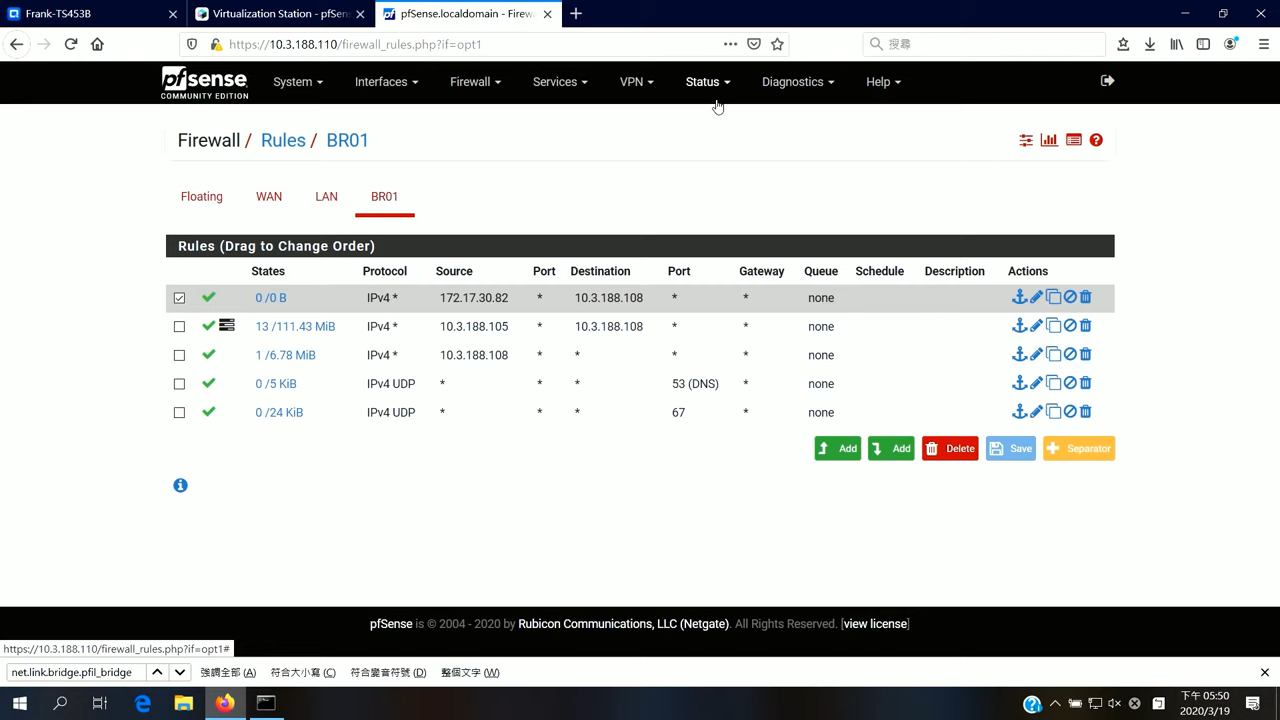 Frank-TS453B
Virtualization Station - pfSens
pfSense.localdomain - Firewa
https://10.3.188.110/firewall_rules.php?if=opt1
搜尋
pfsense
COMMUNITY EDITION
System
Interfaces
Firewall
Services
VPN
Status
Diagnostics
Help
Firewall / Rules / BR01
Floating
WAN
LAN
BR01
Rules (Drag to Change Order)
States Protocol Source Port Destination Port Gateway Queue Schedule Description Actions
0 /0 B IPv4 * 172.17.30.82 * 10.3.188.108 * * none
13 /111.43 MiB IPv4 * 10.3.188.105 * 10.3.188.108 * * none
1 /6.78 MiB IPv4 * 10.3.188.108 * * * * none
0 /5 KiB IPv4 UDP * * * 53 (DNS) * none
0 /24 KiB IPv4 UDP * * * 67 * none
Add
Add
Delete
Save
Separator
pfSense is © 2004 - 2020 by Rubicon Communications, LLC (Netgate). All Rights Reserved. [view license]
https://10.3.188.110/firewall_rules.php?if=opt1#
net.link.bridge.pfil_bridge
強調全部 (A)
符合大小寫 (C)
符合變音符號 (D)
整個文字 (W)
下午 05:50
2020/3/19